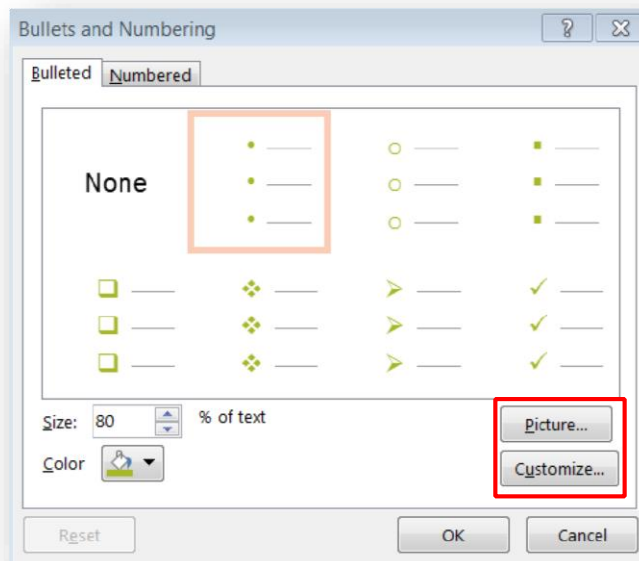 Bullets and Numbering
Bulleted Numbered
None
Size: 80 % of text
Picture...
Color
Customize...
Reset OK Cancel